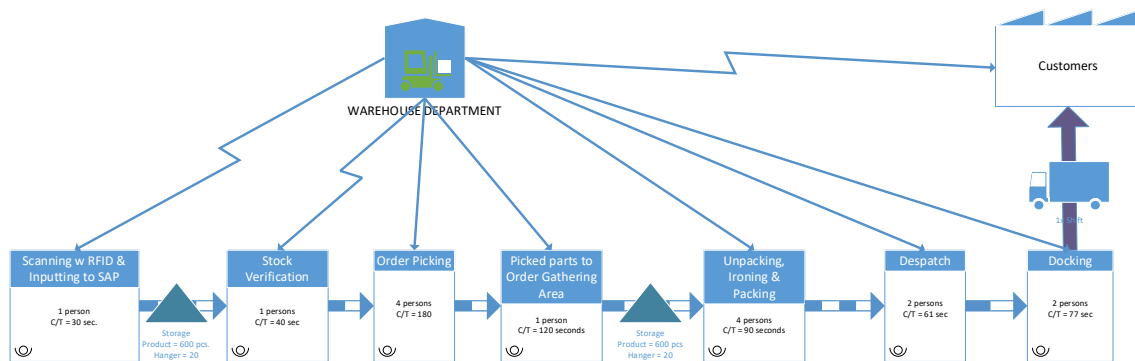 Customers
WAREHOUSE DEPARTMENT
1x Shift
Scanning w RFID &
Inputting to SAP
1 person
C/T = 30 sec.
Storage
Product = 600 pcs.
Hanger = 20
Stock
Verification
1 persons
C/T = 40 sec
Order Picking
4 persons
C/T = 180
Picked parts to
Order Gathering
Area
1 person
C/T = 120 seconds
Storage
Product = 600 pcs
Hanger = 20
Unpacking,
Ironing &
Packing
4 persons
C/T = 90 seconds
Despatch
2 persons
C/T = 61 sec
Docking
2 persons
C/T = 77 sec